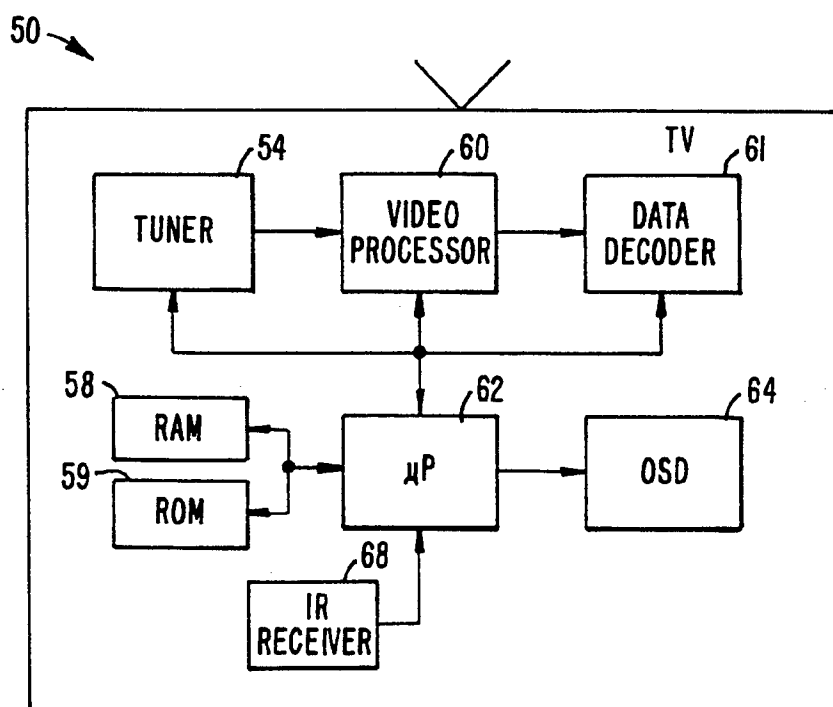 50
TV
54
60
61
TUNER
VIDEO
PROCESSOR
DATA
DECODER
58
RAM
59
ROM
62
μP
64
OSD
68
IR
RECEIVER